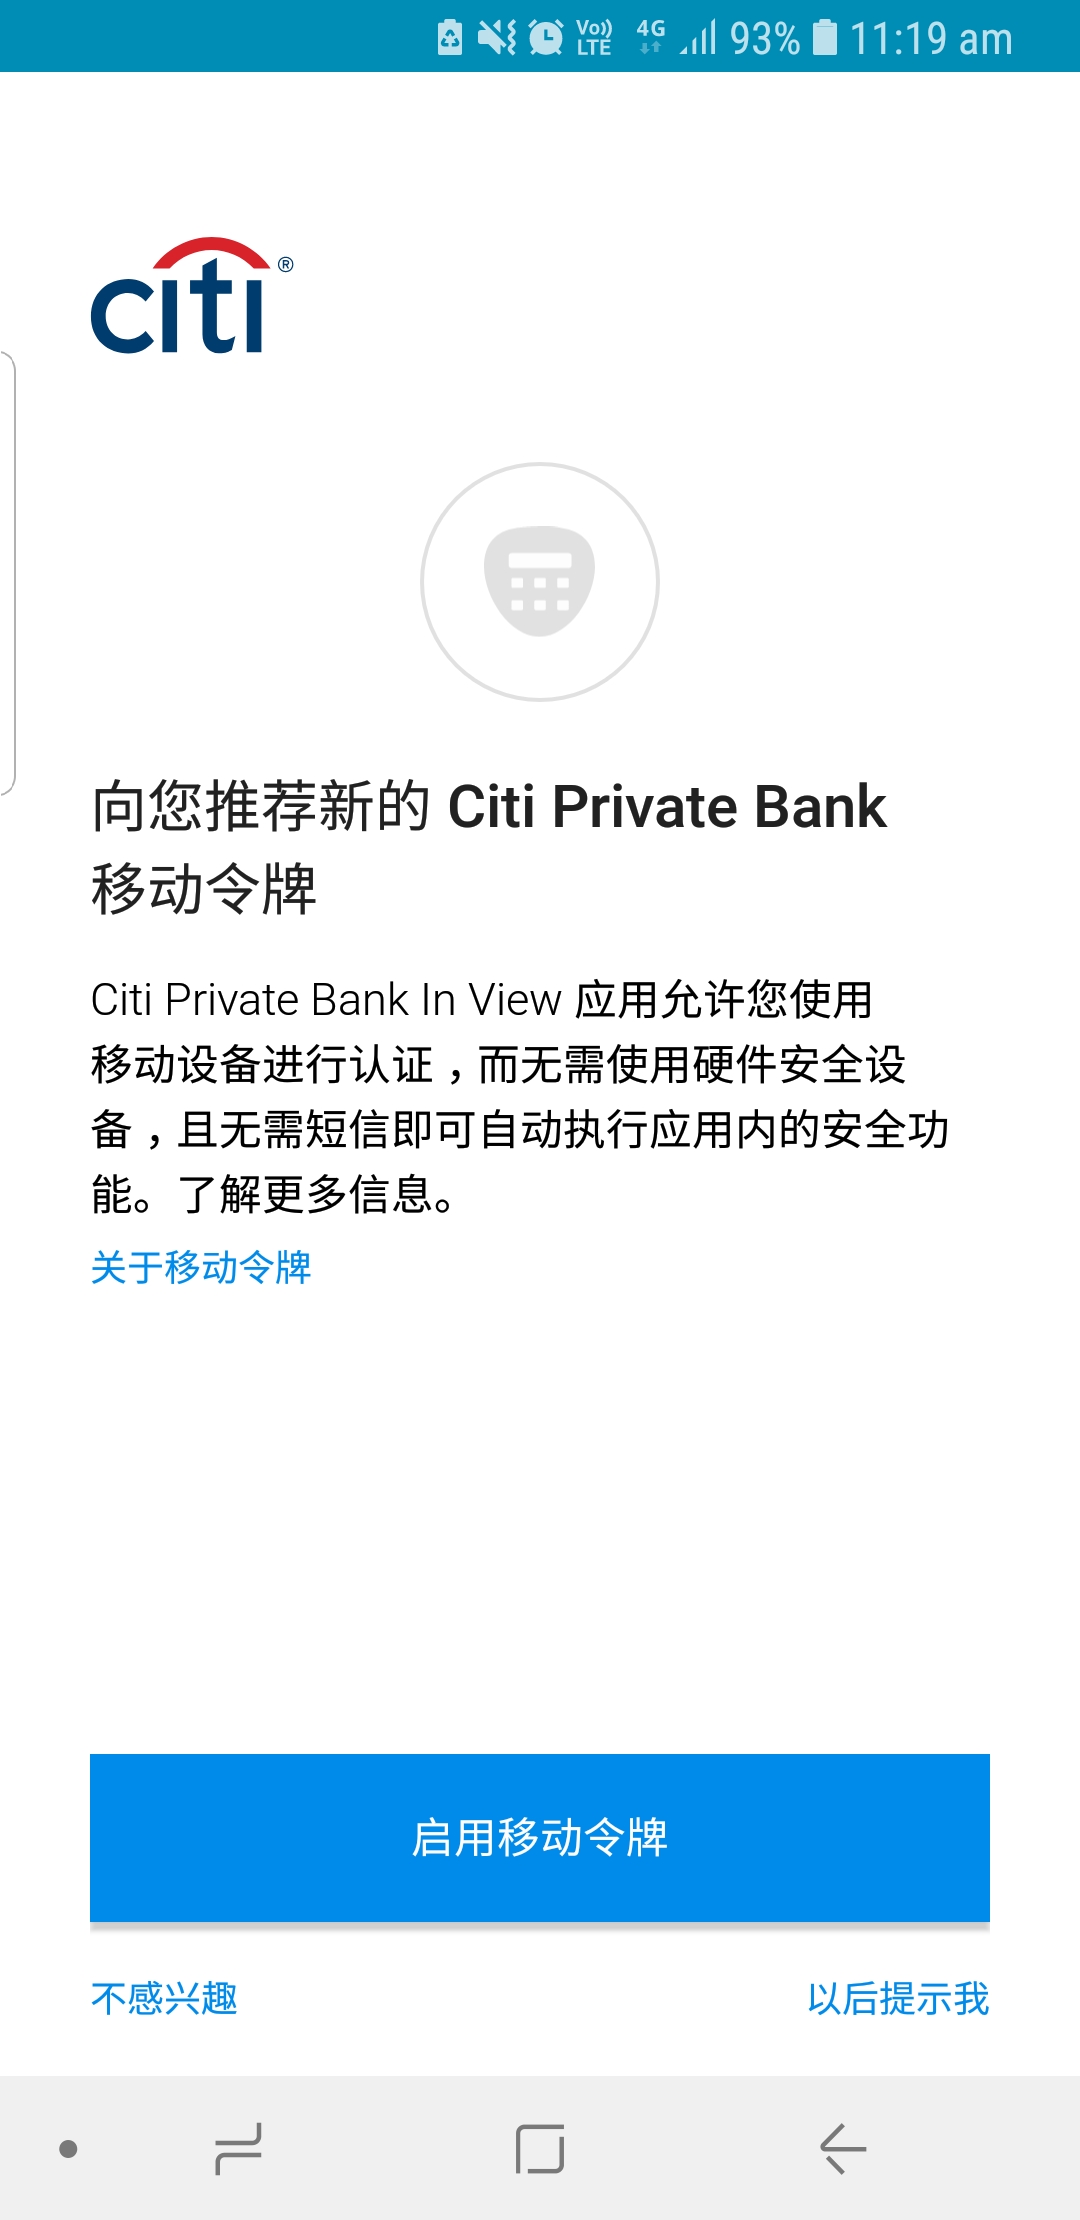 Vo)) LTE 4G 93% 11:19 am
citi®
向您推荐新的 Citi Private Bank
移动令牌
Citi Private Bank In View 应用允许您使用
移动设备进行认证，而无需使用硬件安全设
备，且无需短信即可自动执行应用内的安全功
能。了解更多信息。
关于移动令牌
启用移动令牌
不感兴趣
以后提示我